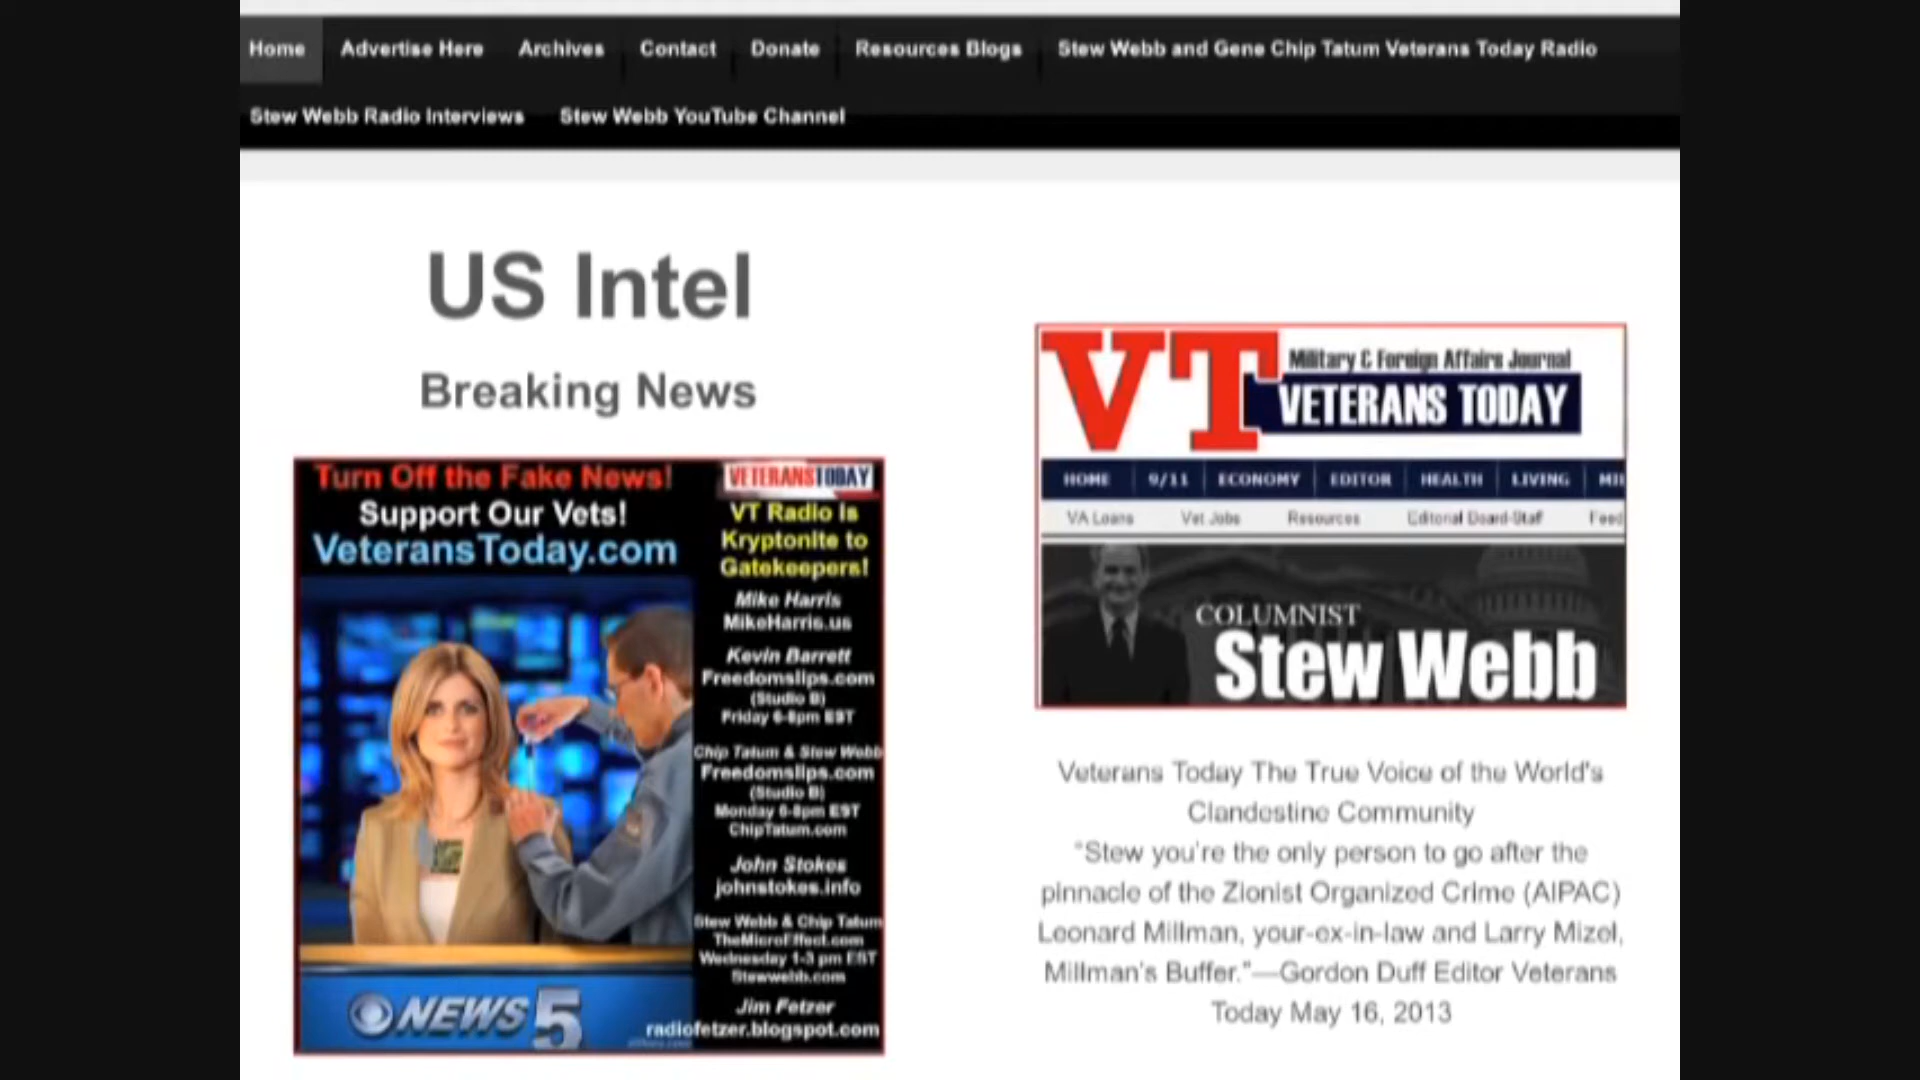 Home Advertise Here Archives Contact Donate Resources Blogs Stew Webb and Gene Chip Tatum Veterans Today Radio
Stew Webb Radio Interviews Stew Webb YouTube Channel
US Intel
Breaking News
Turn Off the Fake News!
Support Our Vets!
VeteransToday.com
VETERANSTODAY
VT Radio is
Kryptonite to
Gatekeepers!
Mike Harris
MikeHarris.us
Kevin Barrett
Freedomslips.com
(Studio B)
Friday 6-8pm EST
Chip Tatum & Stew Webb
Freedomslips.com
(Studio B)
Monday 6-8pm EST
ChipTatum.com
John Stokes
johnstokes.info
Stew Webb & Chip Tatum
TheMicroEffect.com
Wednesday 1-3 pm EST
Stewwebb.com
Jim Fetzer
radiofetzer.blogspot.com
NEWS 5
VT Military & Foreign Affairs Journal
VETERANS TODAY
HOME 9/11 ECONOMY EDITOR HEALTH LIVING MIL
VA Loans Vet Jobs Resources Editorial Board-Staff Feed
COLUMNIST
Stew Webb
Veterans Today The True Voice of the World's
Clandestine Community
“Stew you're the only person to go after the
pinnacle of the Zionist Organized Crime (AIPAC)
Leonard Millman, your-ex-in-law and Larry Mizel,
Millman's Buffer.”—Gordon Duff Editor Veterans
Today May 16, 2013